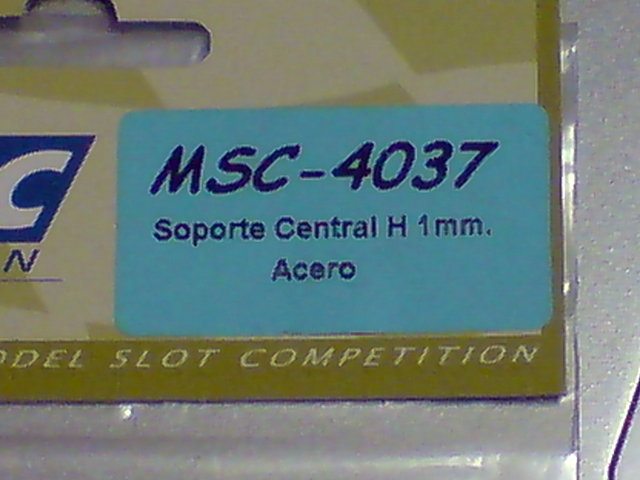 MSC-4037
Soporte Central H 1mm.
Acero
C
N
ODEL SLOT COMPETITION